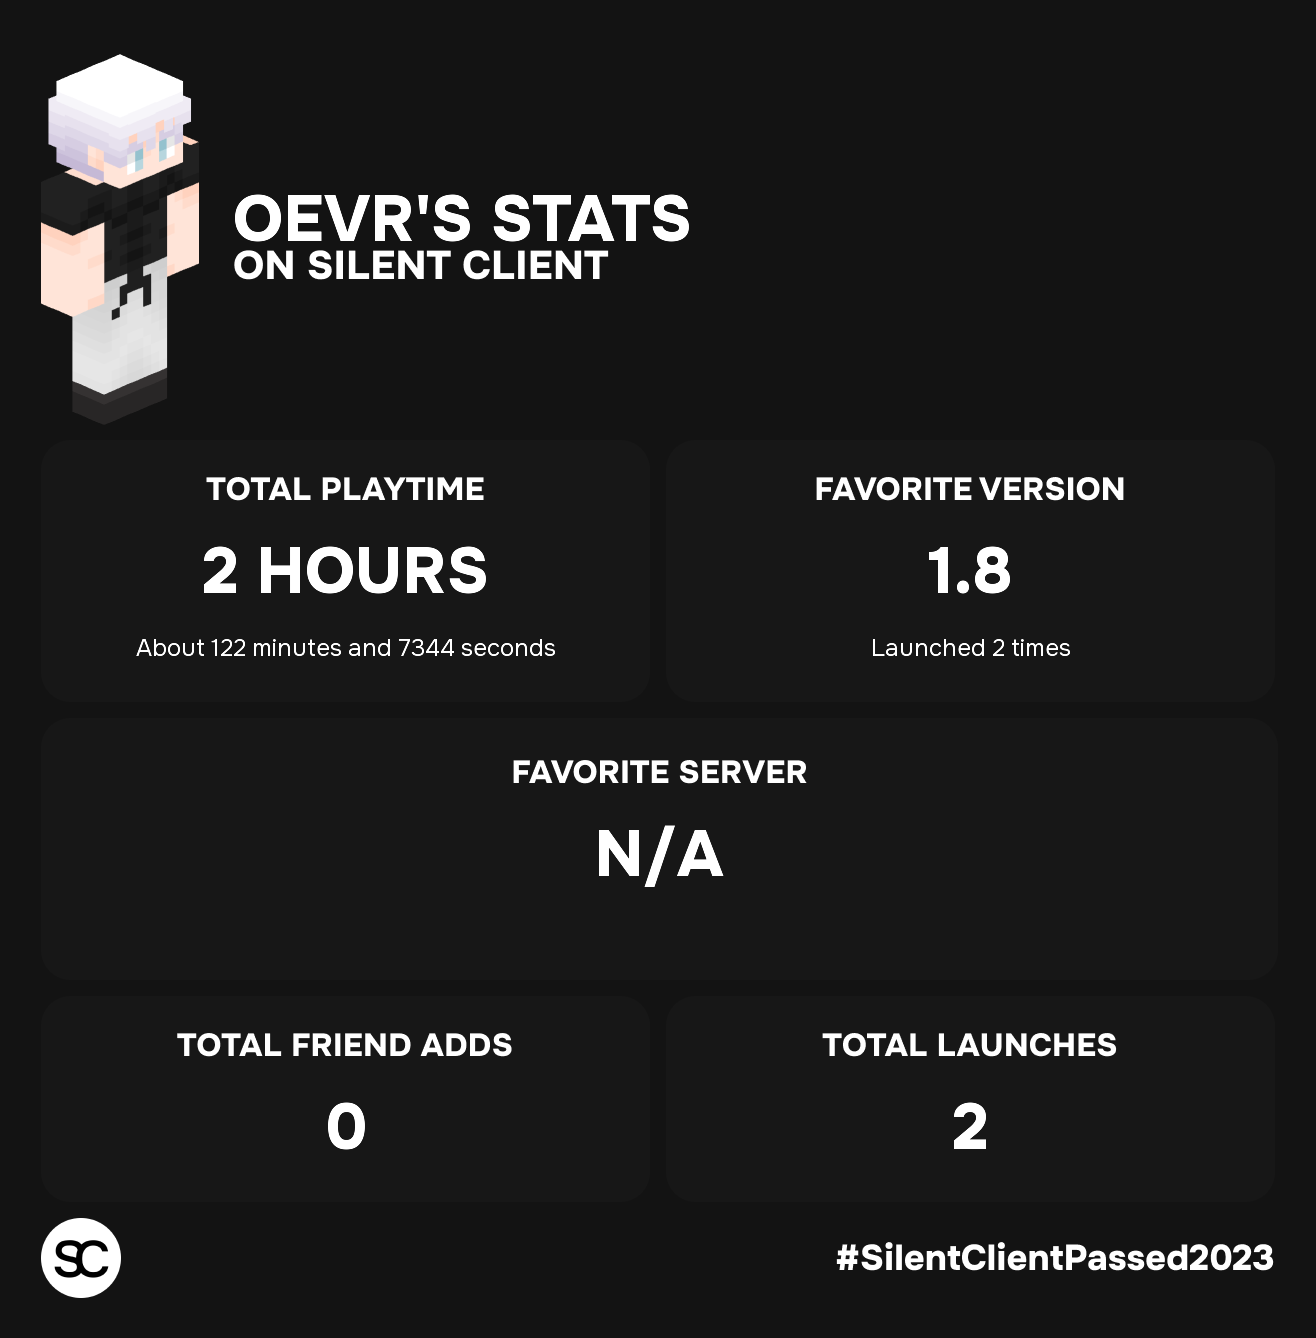 OEVR'S STATS
ON SILENT CLIENT
TOTAL PLAYTIME
2 HOURS
About 122 minutes and 7344 seconds
FAVORITE VERSION
1.8
Launched 2 times
FAVORITE SERVER
N/A
TOTAL FRIEND ADDS
0
TOTAL LAUNCHES
2
SC
#SilentClientPassed2023